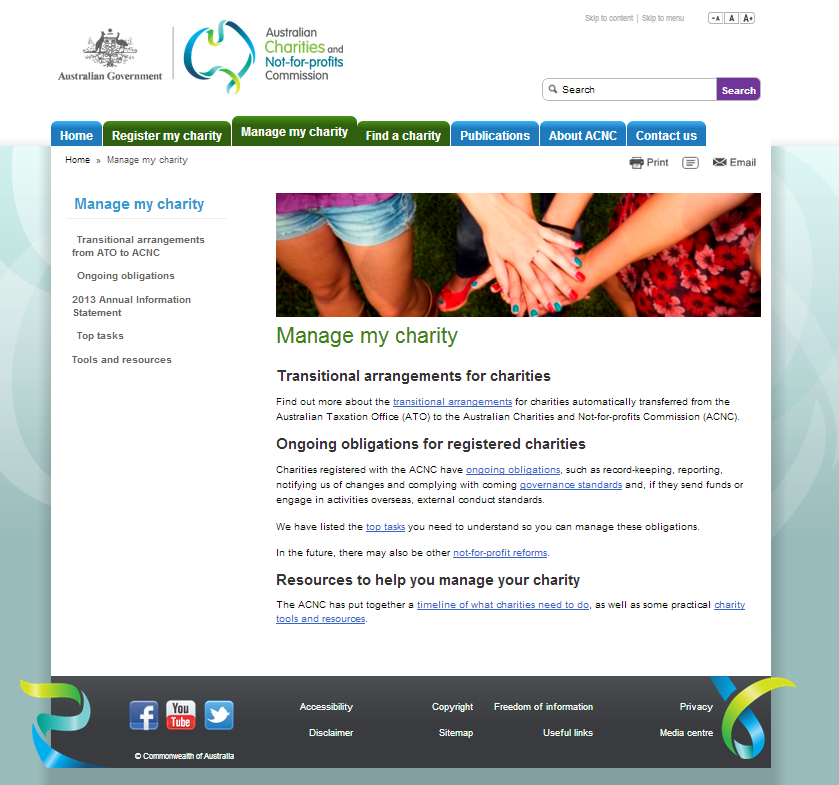 Skip to content | Skip to menu
-A A A+
Australian Government
Australian
Charities and
Not-for-profits
Commission
Search Search
Home Register my charity Manage my charity Find a charity Publications About ACNC Contact us
Home » Manage my charity
Print Email
Manage my charity
Transitional arrangements
from ATO to ACNC
Ongoing obligations
2013 Annual Information
Statement
Top tasks
Tools and resources
Manage my charity
Transitional arrangements for charities
Find out more about the transitional arrangements for charities automatically transferred from the
Australian Taxation Office (ATO) to the Australian Charities and Not-for-profits Commission (ACNC).
Ongoing obligations for registered charities
Charities registered with the ACNC have ongoing obligations, such as record-keeping, reporting,
notifying us of changes and complying with coming governance standards and, if they send funds or
engage in activities overseas, external conduct standards.
We have listed the top tasks you need to understand so you can manage these obligations.
In the future, there may also be other not-for-profit reforms.
Resources to help you manage your charity
The ACNC has put together a timeline of what charities need to do, as well as some practical charity
tools and resources.
You
Tube
Accessibility Copyright Freedom of information Privacy
Disclaimer Sitemap Useful links Media centre
© Commonwealth of Australia